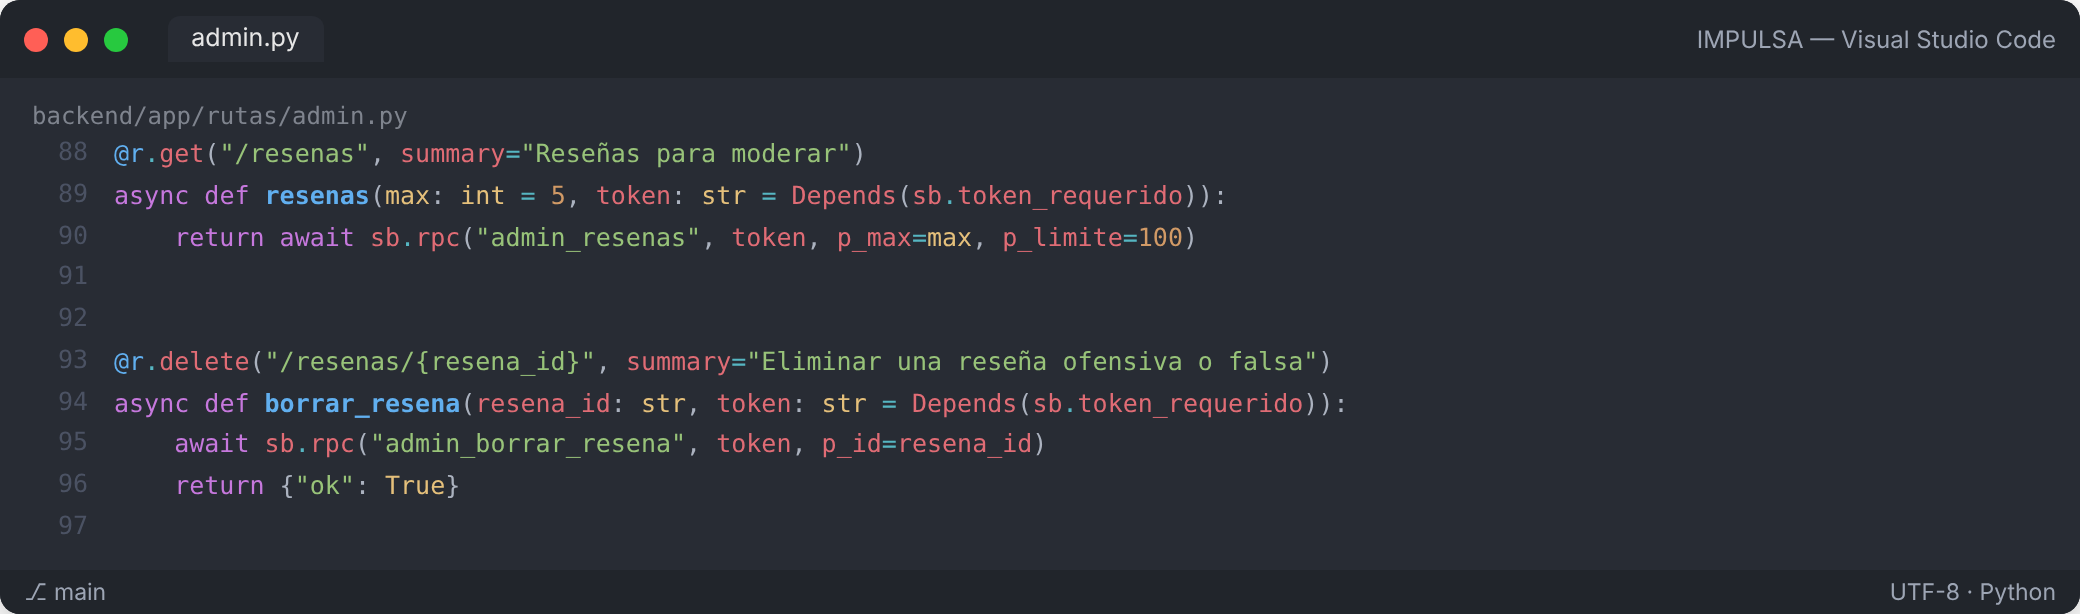 admin.py
IMPULSA — Visual Studio Code
backend/app/rutas/admin.py
88 @r.get("/resenas", summary="Reseñas para moderar")
89 async def resenas(max: int = 5, token: str = Depends(sb.token_requerido)):
90     return await sb.rpc("admin_resenas", token, p_max=max, p_limite=100)
91
92
93 @r.delete("/resenas/{resena_id}", summary="Eliminar una reseña ofensiva o falsa")
94 async def borrar_resena(resena_id: str, token: str = Depends(sb.token_requerido)):
95     await sb.rpc("admin_borrar_resena", token, p_id=resena_id)
96     return {"ok": True}
97
⎇ main
UTF-8 · Python